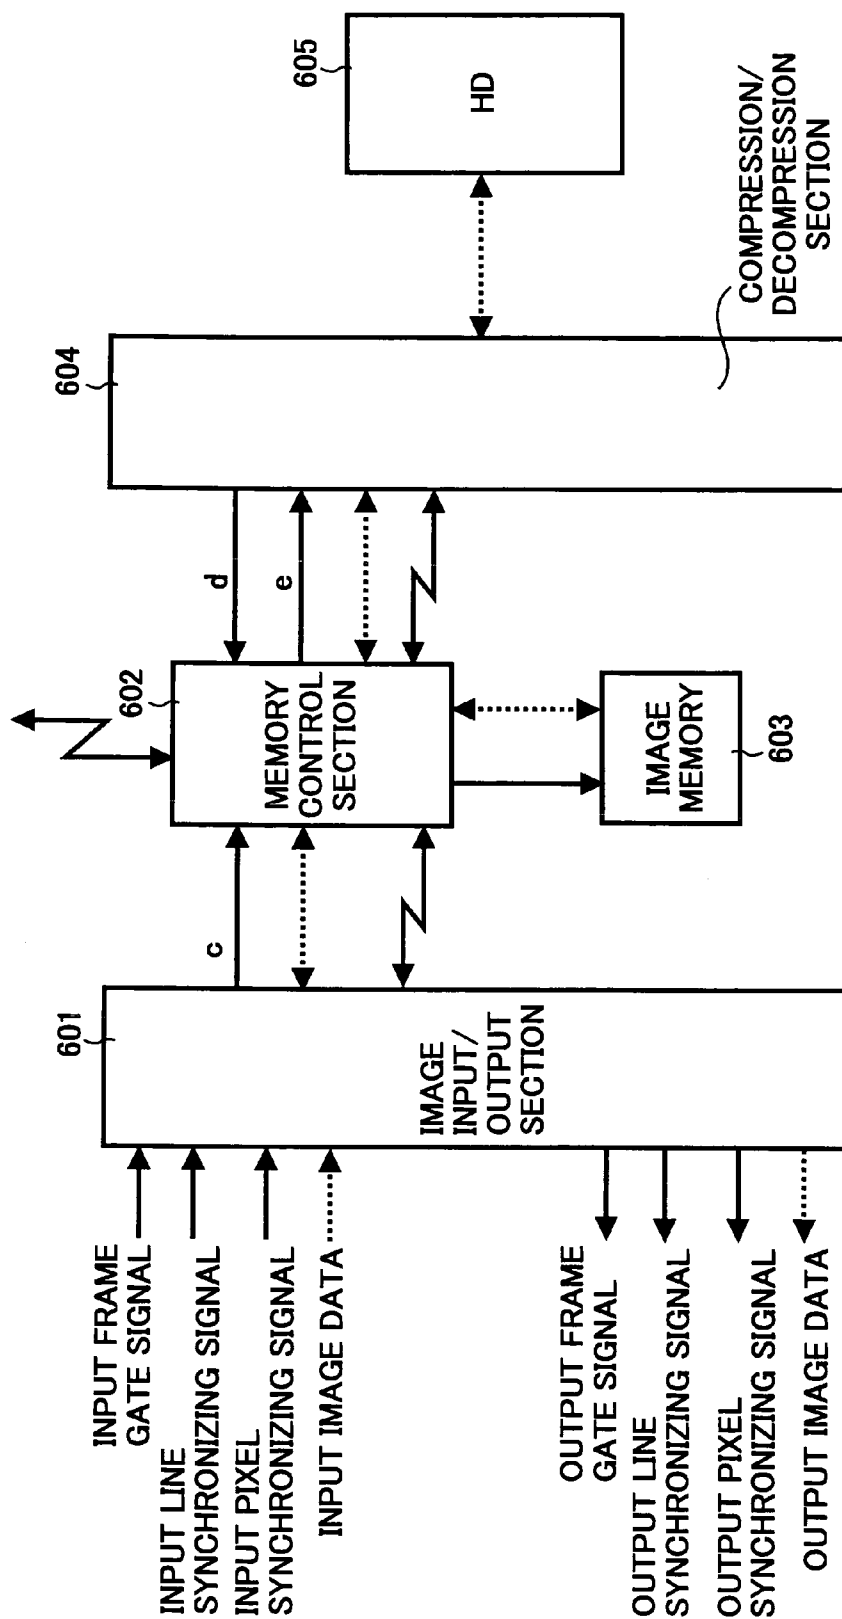 INPUT FRAME
GATE SIGNAL
INPUT LINE
SYNCHRONIZING SIGNAL
INPUT PIXEL
SYNCHRONIZING SIGNAL
INPUT IMAGE DATA
OUTPUT FRAME
GATE SIGNAL
OUTPUT LINE
SYNCHRONIZING SIGNAL
OUTPUT PIXEL
SYNCHRONIZING SIGNAL
OUTPUT IMAGE DATA
601
IMAGE
INPUT/
OUTPUT
SECTION
c
602
MEMORY
CONTROL
SECTION
IMAGE
MEMORY
603
d
e
604
COMPRESSION/
DECOMPRESSION
SECTION
605
HD